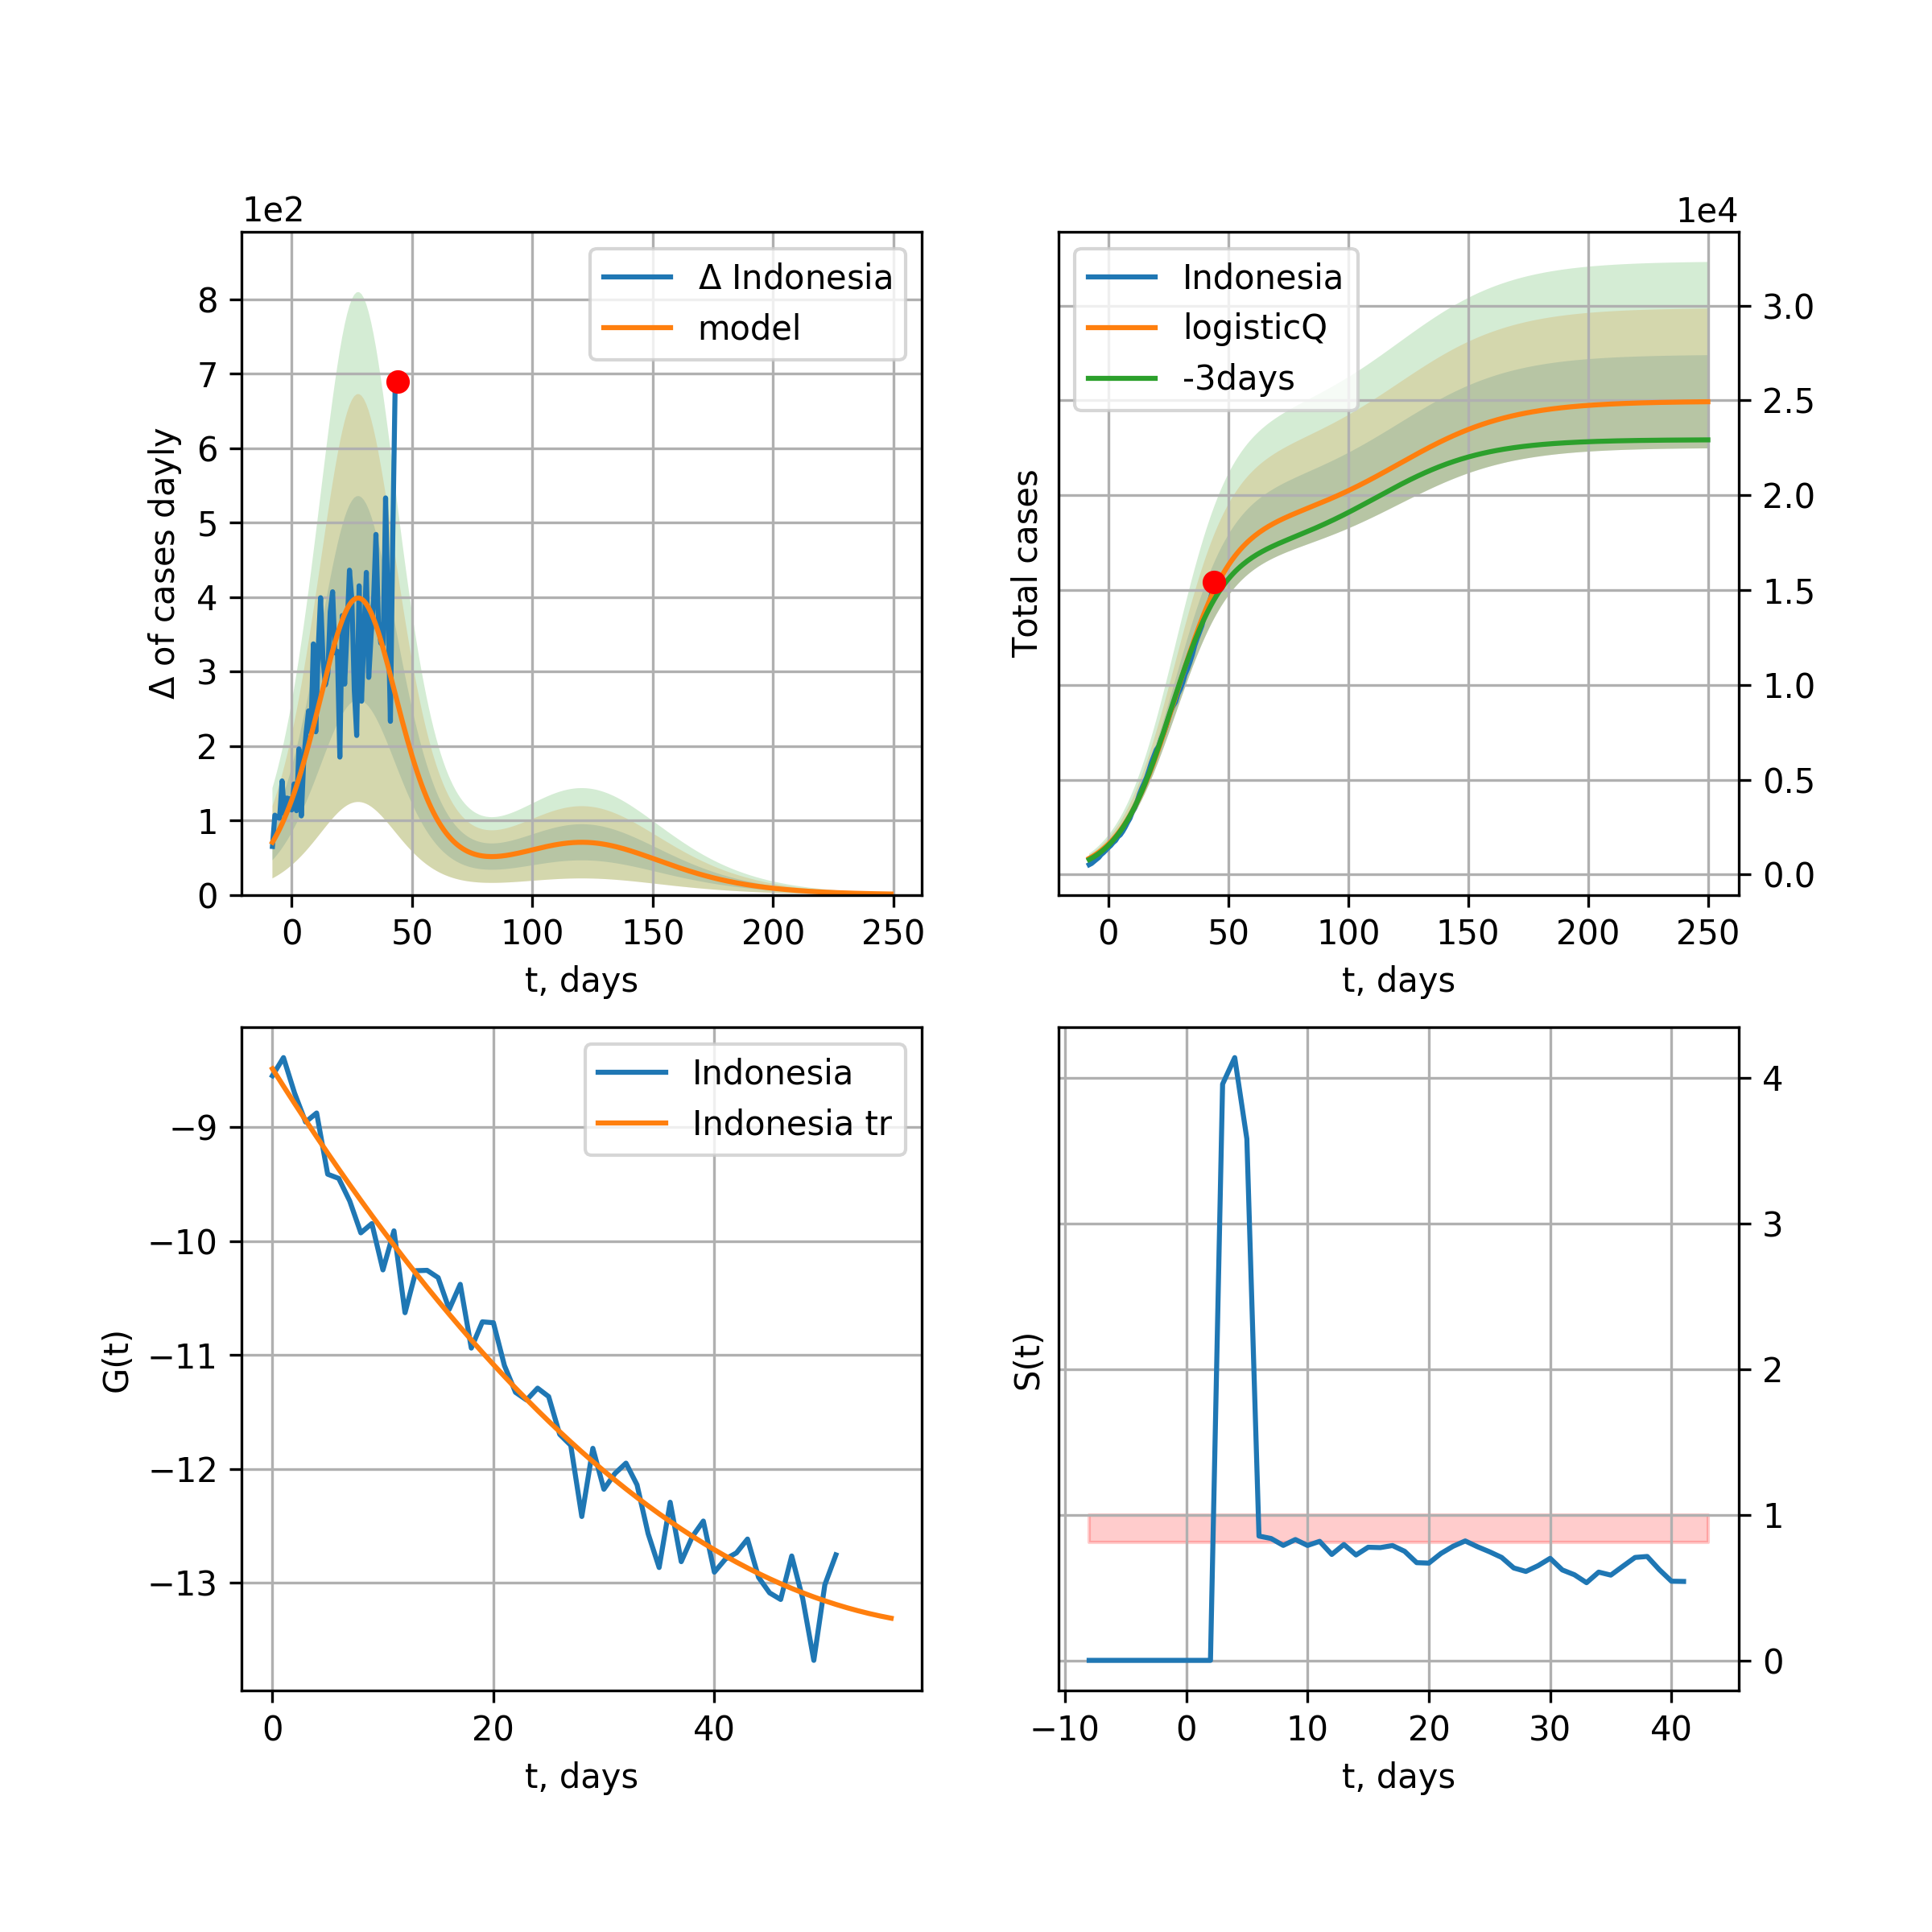 1e2
Δ of cases dayly
8
7
6
5
4
3
2
1
0
Δ Indonesia
model
0 50 100 150 200 250
t, days
1e4
Total cases
Indonesia
logisticQ
-3days
3.0
2.5
2.0
1.5
1.0
0.5
0.0
0 50 100 150 200 250
t, days
G(t)
−9
−10
−11
−12
−13
Indonesia
Indonesia tr
0 20 40
t, days
S(t)
4
3
2
1
0
−10 0 10 20 30 40
t, days